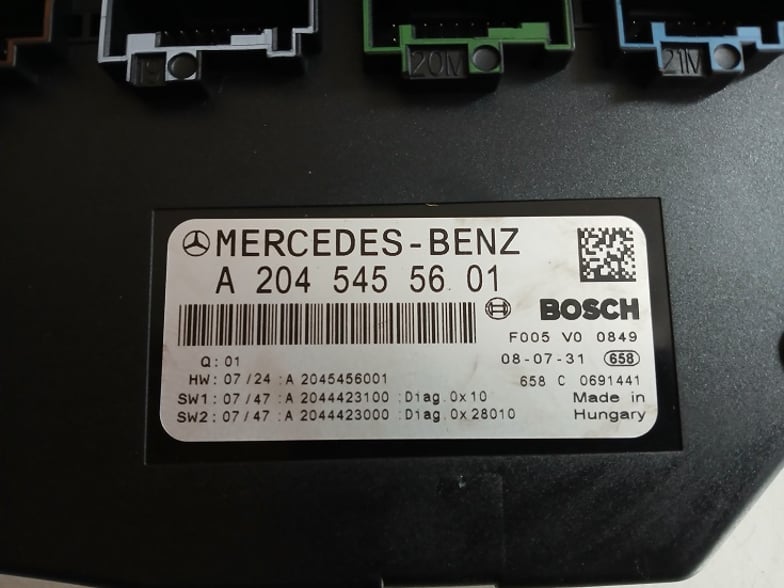 19
20M
21M
MERCEDES-BENZ
A 204 545 56 01
BOSCH
F005 V0 0849
Q: 01
08-07-31 658
HW: 07/24 :A 2045456001
658 C 0691441
SW1: 07/47 :A 2044423100 :Diag.0x10
Made in
SW2: 07/47 :A 2044423000 :Diag.0x28010
Hungary